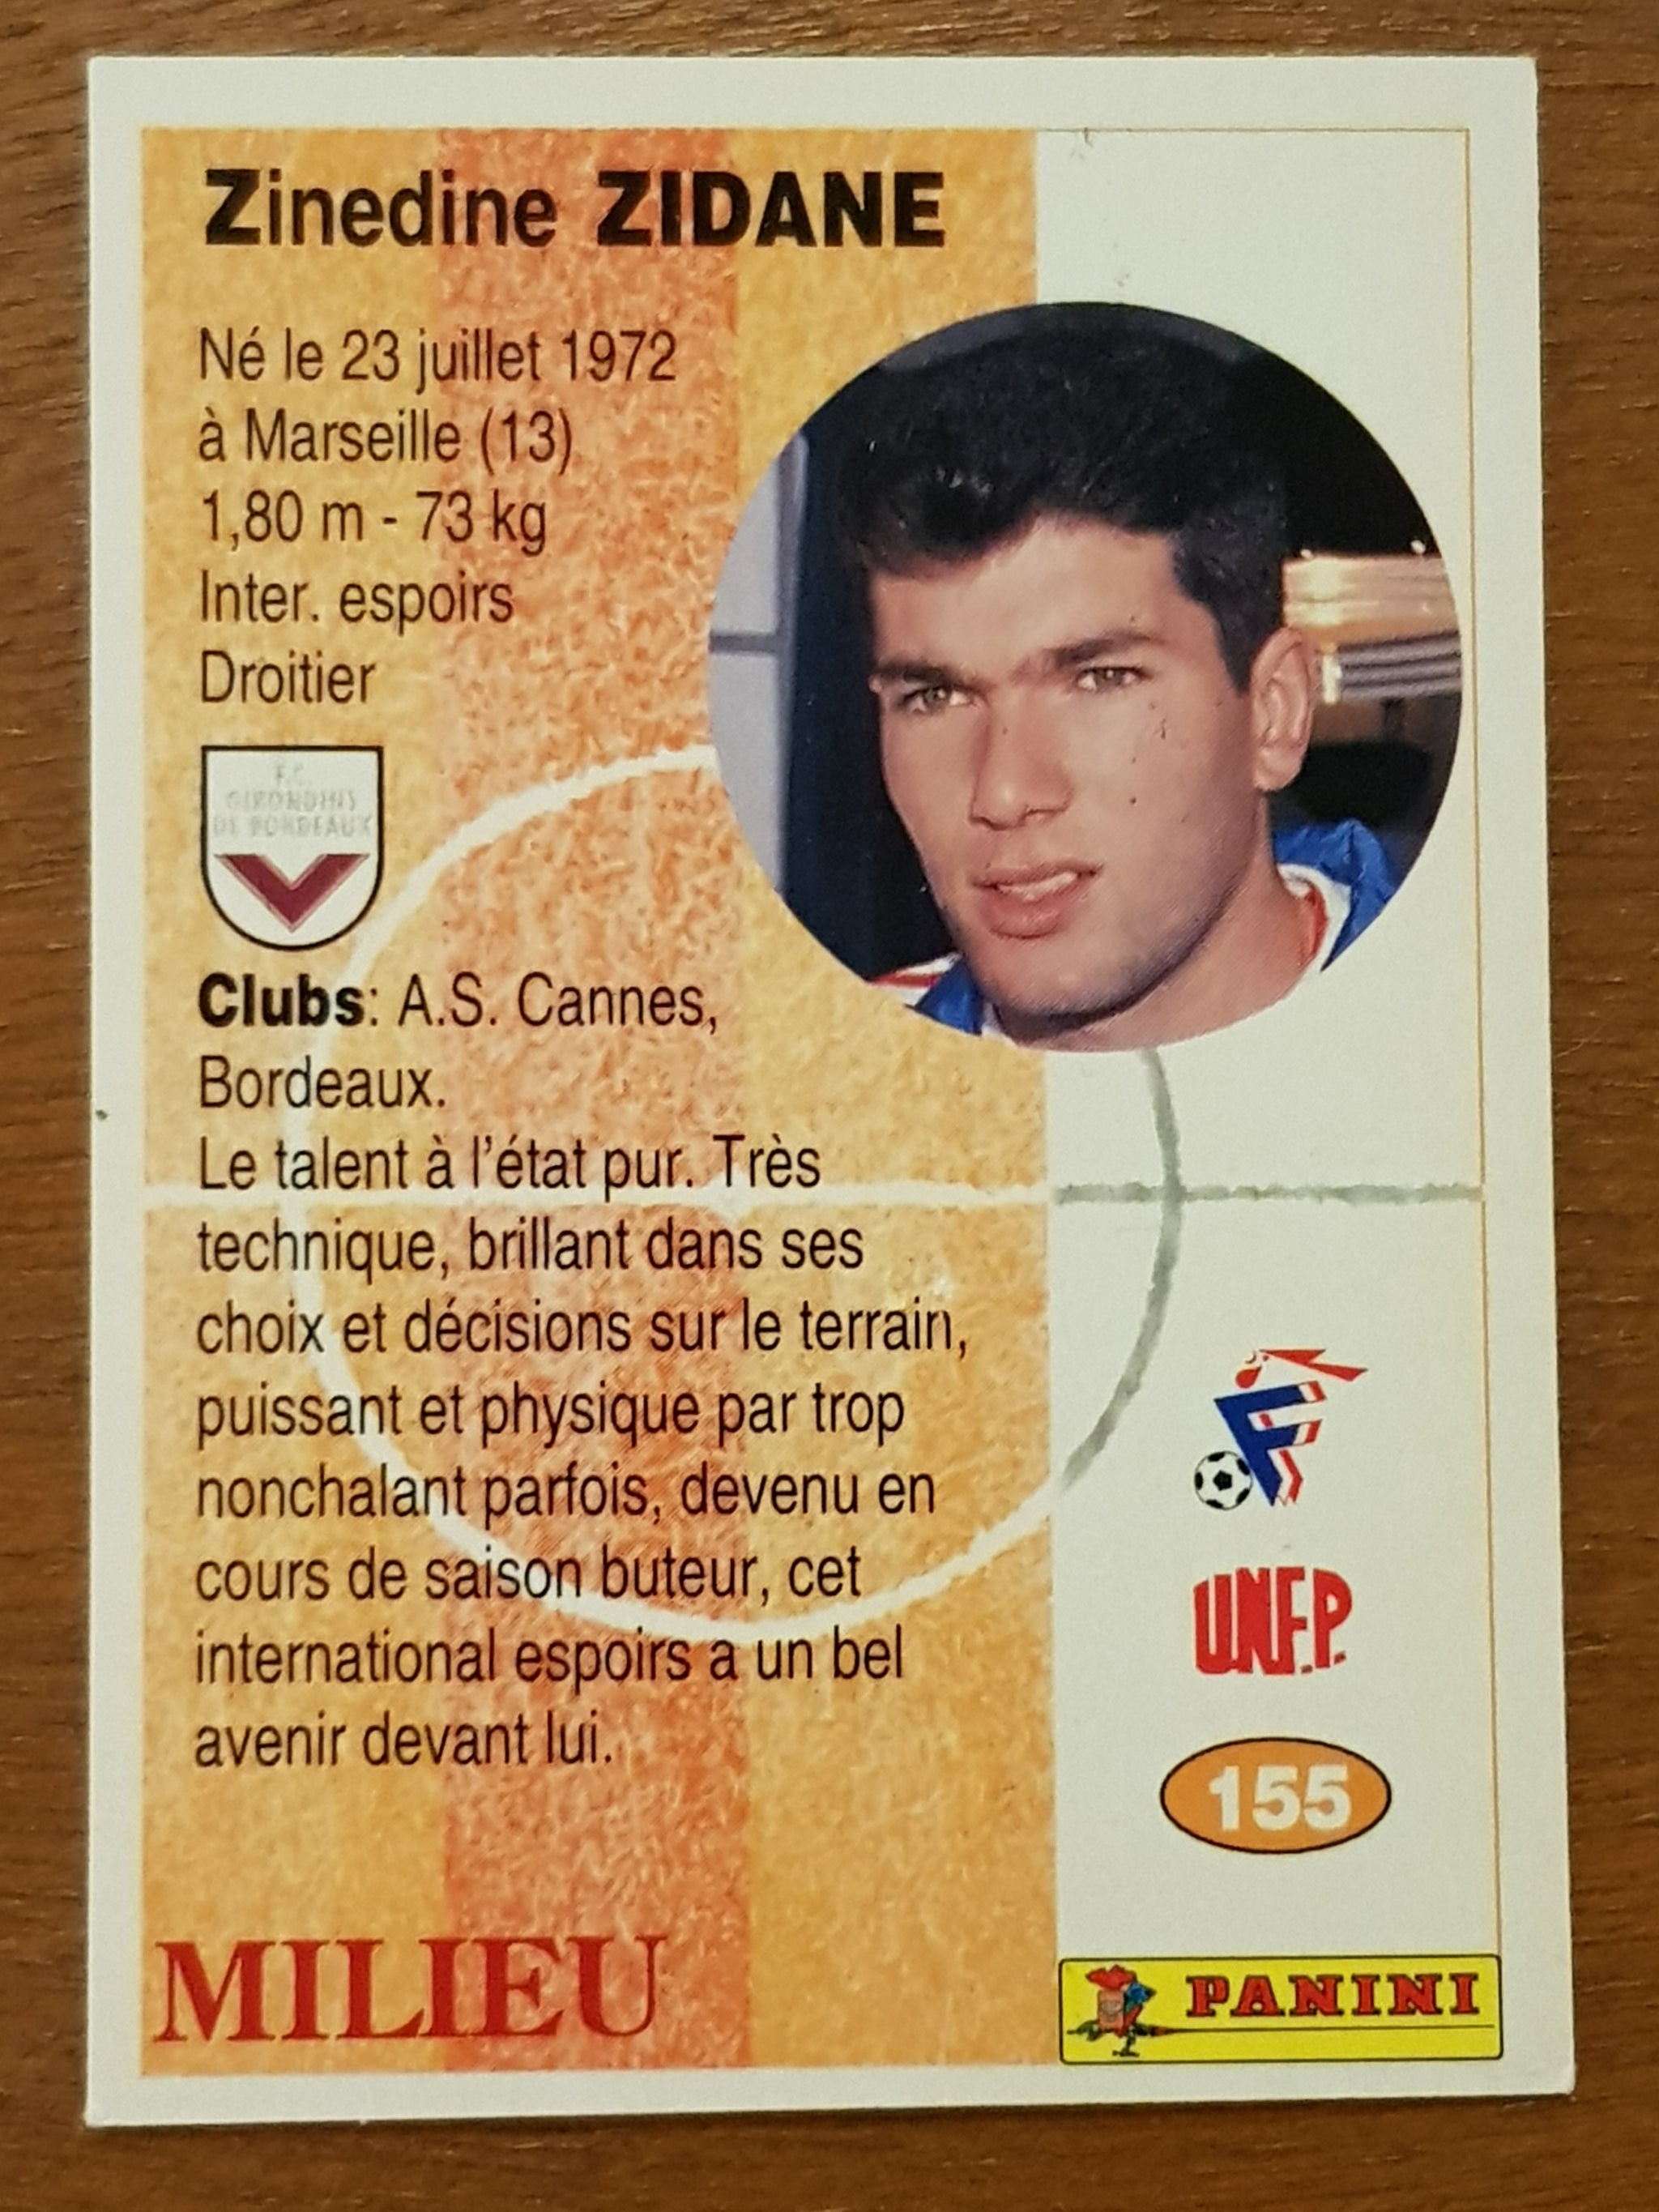 Zinedine ZIDANE
Né le 23 juillet 1972
à Marseille (13)
1,80 m - 73 kg
Inter. espoirs
Droitier
F.C.
GIRONDINS
DE BORDEAUX
Clubs: A.S. Cannes,
Bordeaux.
Le talent à l'état pur. Très
technique, brillant dans ses
choix et décisions sur le terrain,
puissant et physique par trop
nonchalant parfois, devenu en
cours de saison buteur, cet
international espoirs a un bel
avenir devant lui.
F
U.N.F.P.
155
MILIEU
PANINI